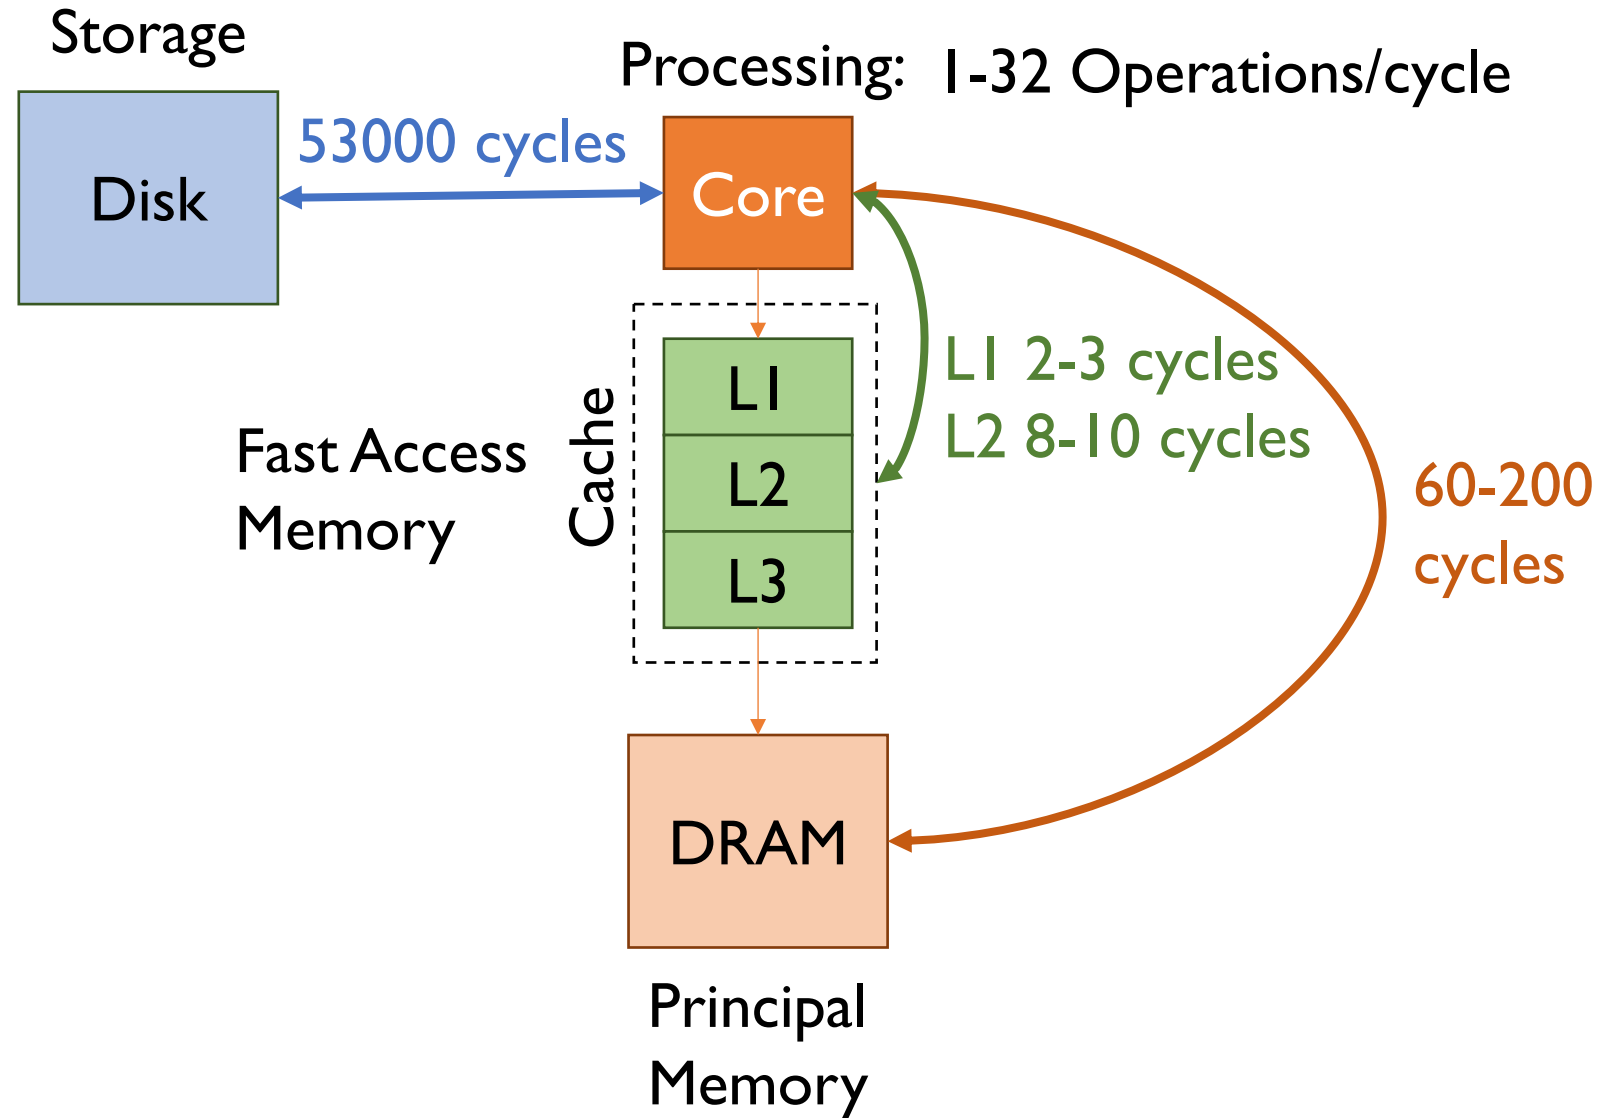 Storage
Processing: 1-32 Operations/cycle
53000 cycles
Disk
Core
L1 2-3 cycles
L2 8-10 cycles
L1
L2
L3
Cache
Fast Access
Memory
60-200
cycles
DRAM
Principal
Memory